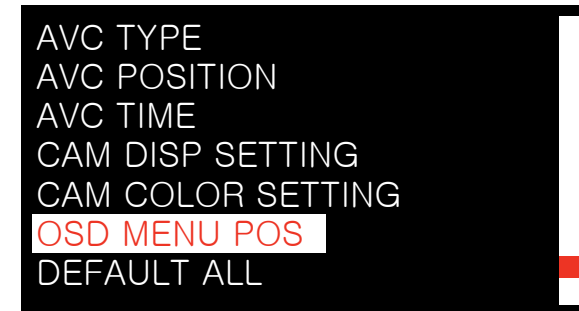 AVC TYPE
AVC POSITION
AVC TIME
CAM DISP SETTING
CAM COLOR SETTING
OSD MENU POS
DEFAULT ALL